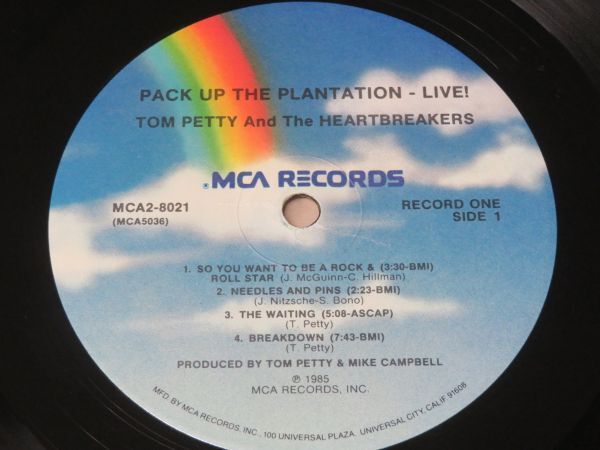 PACK UP THE PLANTATION - LIVE!
TOM PETTY And The HEARTBREAKERS
MCA RECORDS
MCA2-8021
(MCA5036)
RECORD ONE
SIDE 1
1. SO YOU WANT TO BE A ROCK & (3:30-BMI)
ROLL STAR (J. McGuinn-C. Hillman)
2. NEEDLES AND PINS (2:23-BMI)
(J. Nitzsche-S. Bono)
3. THE WAITING (5:08-ASCAP)
(T. Petty)
4. BREAKDOWN (7:43-BMI)
(T. Petty)
PRODUCED BY TOM PETTY & MIKE CAMPBELL
℗ 1985
MCA RECORDS, INC.
MFD BY MCA RECORDS, INC., 100 UNIVERSAL PLAZA, UNIVERSAL CITY, CALIF 91608